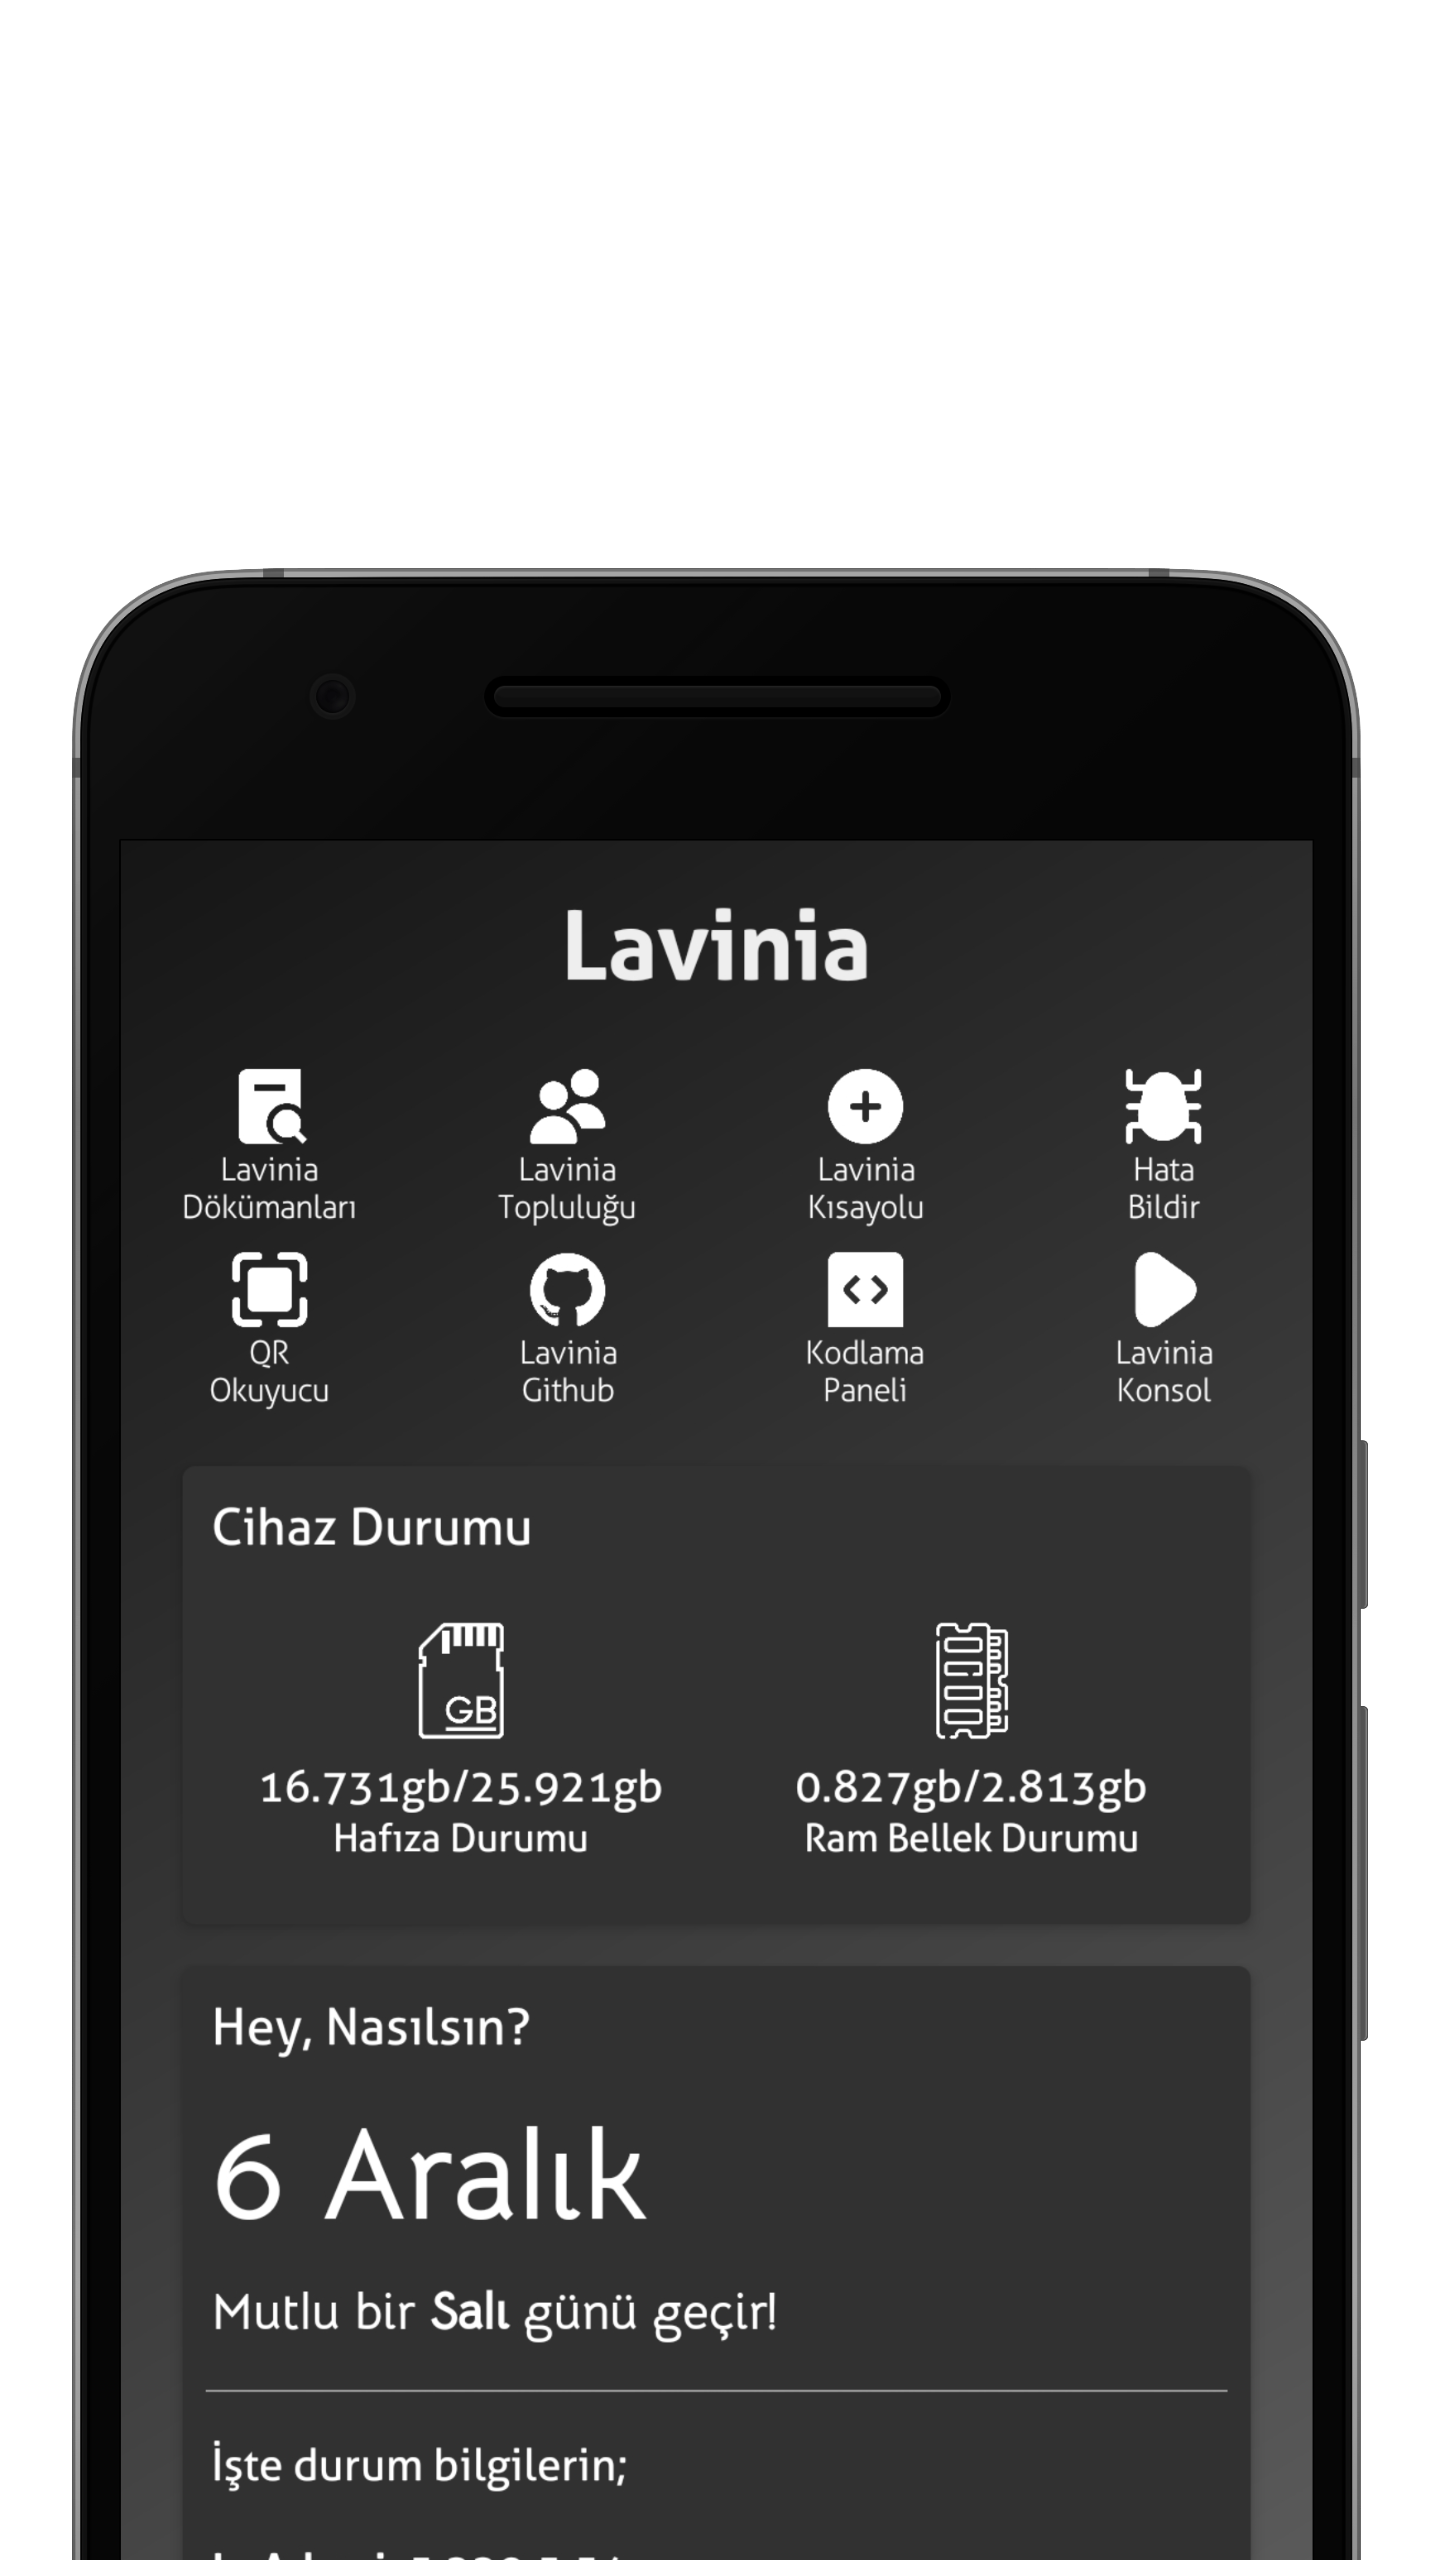 Lavinia
Lavinia
Dökümanları
Lavinia
Topluluğu
Lavinia
Kısayolu
Hata
Bildir
QR
Okuyucu
Lavinia
Github
Kodlama
Paneli
Lavinia
Konsol
Cihaz Durumu
GB
16.731gb/25.921gb
Hafıza Durumu
0.827gb/2.813gb
Ram Bellek Durumu
Hey, Nasılsın?
6 Aralık
Mutlu bir Salı günü geçir!
İşte durum bilgilerin;